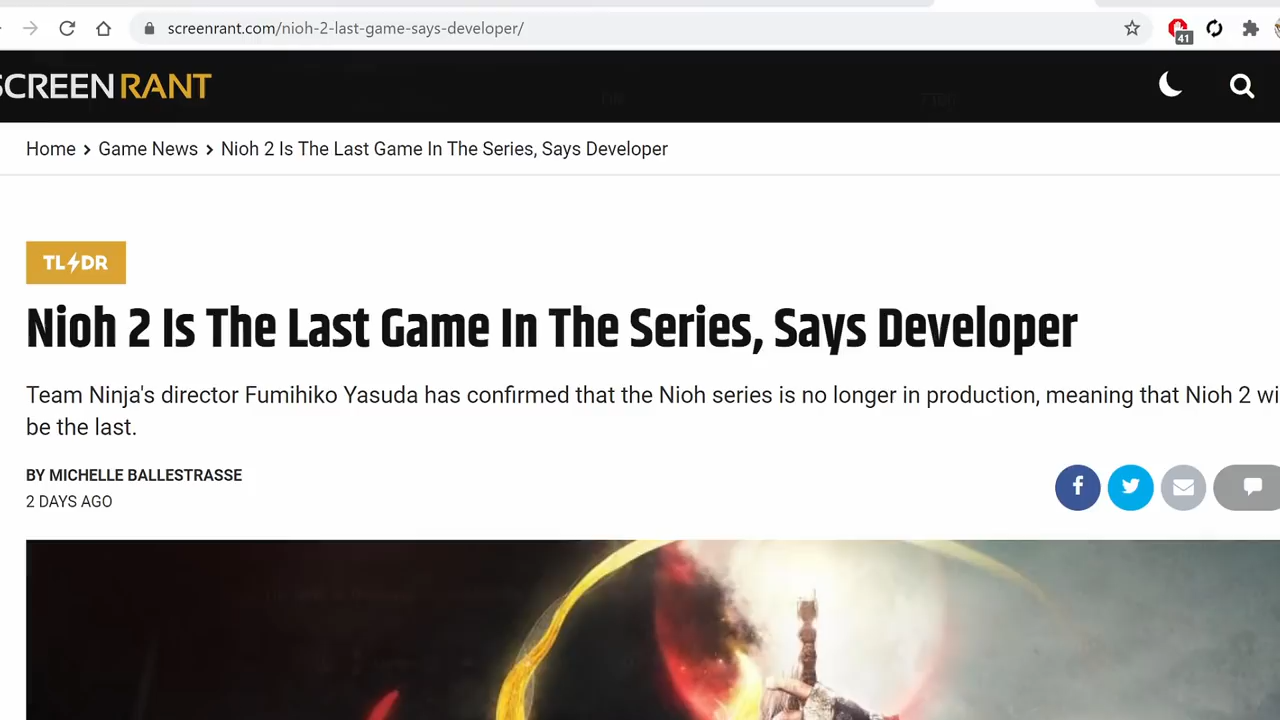 screenrant.com/nioh-2-last-game-says-developer/
41
SCREENRANT
Home > Game News > Nioh 2 Is The Last Game In The Series, Says Developer
TL DR
Nioh 2 Is The Last Game In The Series, Says Developer
Team Ninja's director Fumihiko Yasuda has confirmed that the Nioh series is no longer in production, meaning that Nioh 2 wi
be the last.
BY MICHELLE BALLESTRASSE
2 DAYS AGO